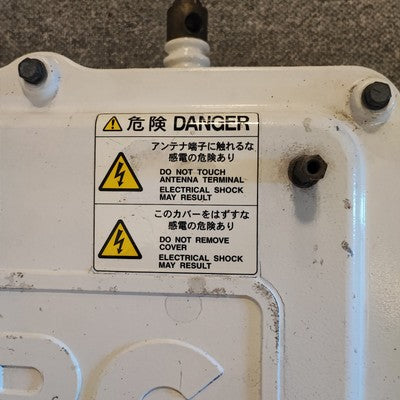 危険 DANGER
アンテナ端子に触れるな
感電の危険あり
DO NOT TOUCH
ANTENNA TERMINAL
ELECTRICAL SHOCK
MAY RESULT
このカバーをはずすな
感電の危険あり
DO NOT REMOVE
COVER
ELECTRICAL SHOCK
MAY RESULT